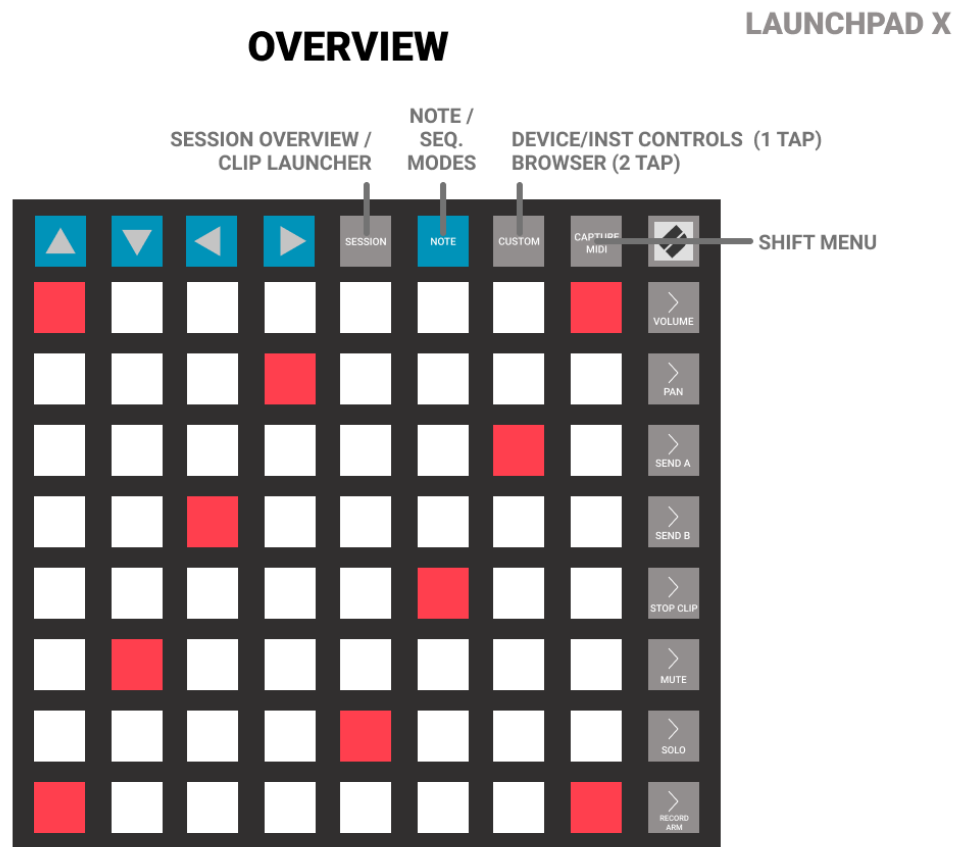 LAUNCHPAD X
OVERVIEW
SESSION OVERVIEW /
CLIP LAUNCHER
NOTE /
SEQ.
MODES
DEVICE/INST CONTROLS (1 TAP)
BROWSER (2 TAP)
SESSION
NOTE
CUSTOM
CAPTURE
MIDI
SHIFT MENU
VOLUME
PAN
SEND A
SEND B
STOP CLIP
MUTE
SOLO
RECORD
ARM